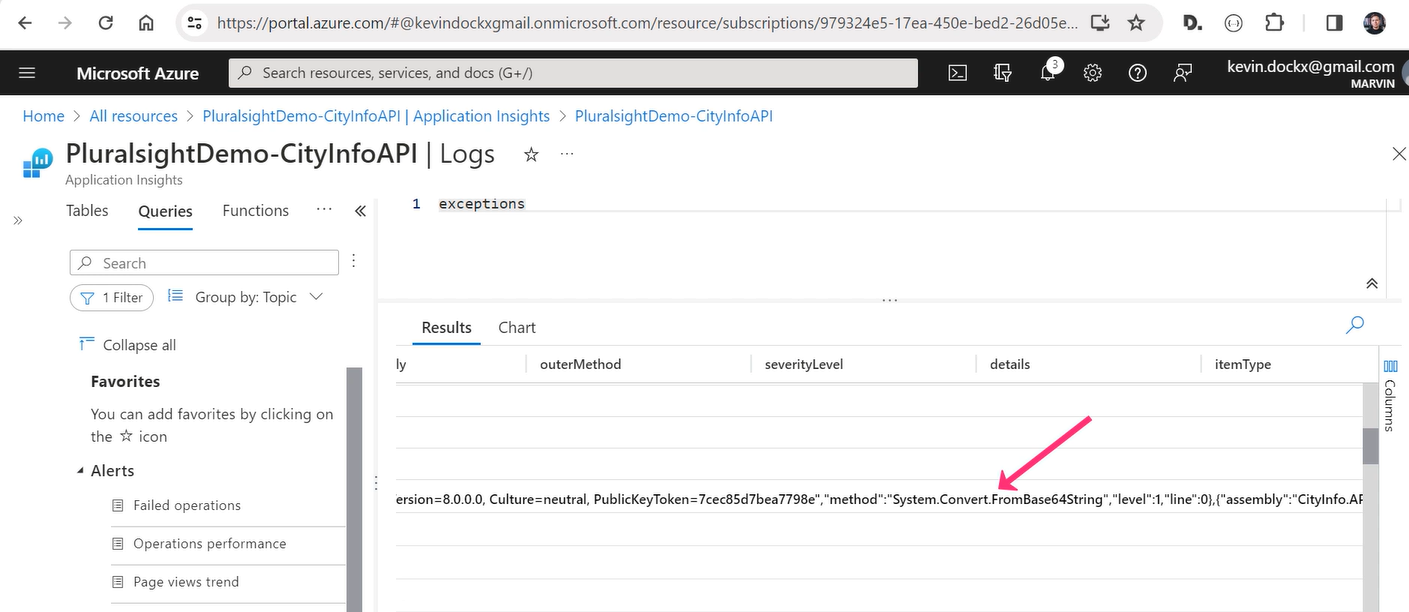 https://portal.azure.com/#@kevindockxgmail.onmicrosoft.com/resource/subscriptions/979324e5-17ea-450e-bed2-26d05e...
D.
Microsoft Azure
Search resources, services, and docs (G+/)
3
kevin.dockx@gmail.com
MARVIN
Home > All resources > PluralsightDemo-CityInfoAPI | Application Insights > PluralsightDemo-CityInfoAPI
PluralsightDemo-CityInfoAPI | Logs
Application Insights
Tables Queries Functions ...
1 exceptions
Search
1 Filter
Group by: Topic
Collapse all
Favorites
You can add favorites by clicking on
the ☆ icon
Alerts
Failed operations
Operations performance
Page views trend
Results Chart
ly outerMethod severityLevel details itemType
ersion=8.0.0.0, Culture=neutral, PublicKeyToken=7cec85d7bea7798e","method":"System.Convert.FromBase64String","level":1,"line":0},{"assembly":"CityInfo.AP
Columns